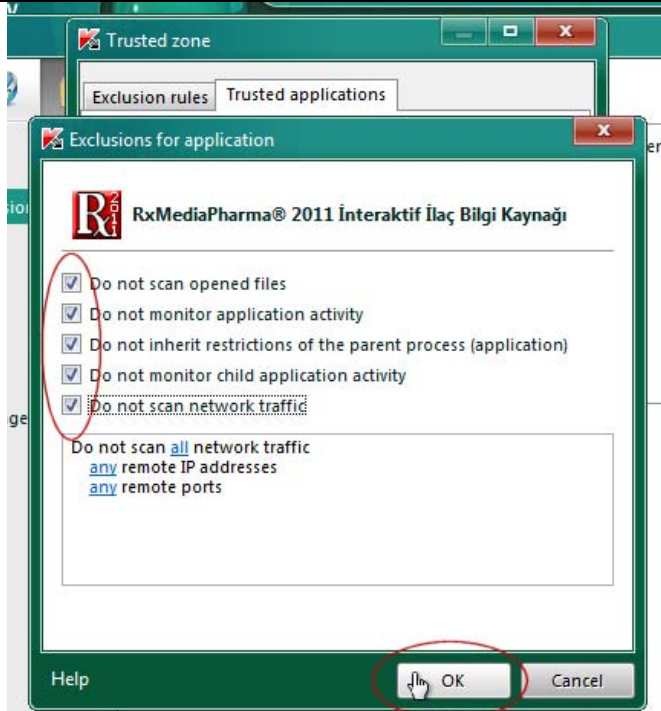 Trusted zone
Exclusion rules Trusted applications
Exclusions for application
Rx 2011 RxMediaPharma® 2011 İnteraktif İlaç Bilgi Kaynağı
Do not scan opened files
Do not monitor application activity
Do not inherit restrictions of the parent process (application)
Do not monitor child application activity
Do not scan network traffic
Do not scan all network traffic
any remote IP addresses
any remote ports
Help OK Cancel